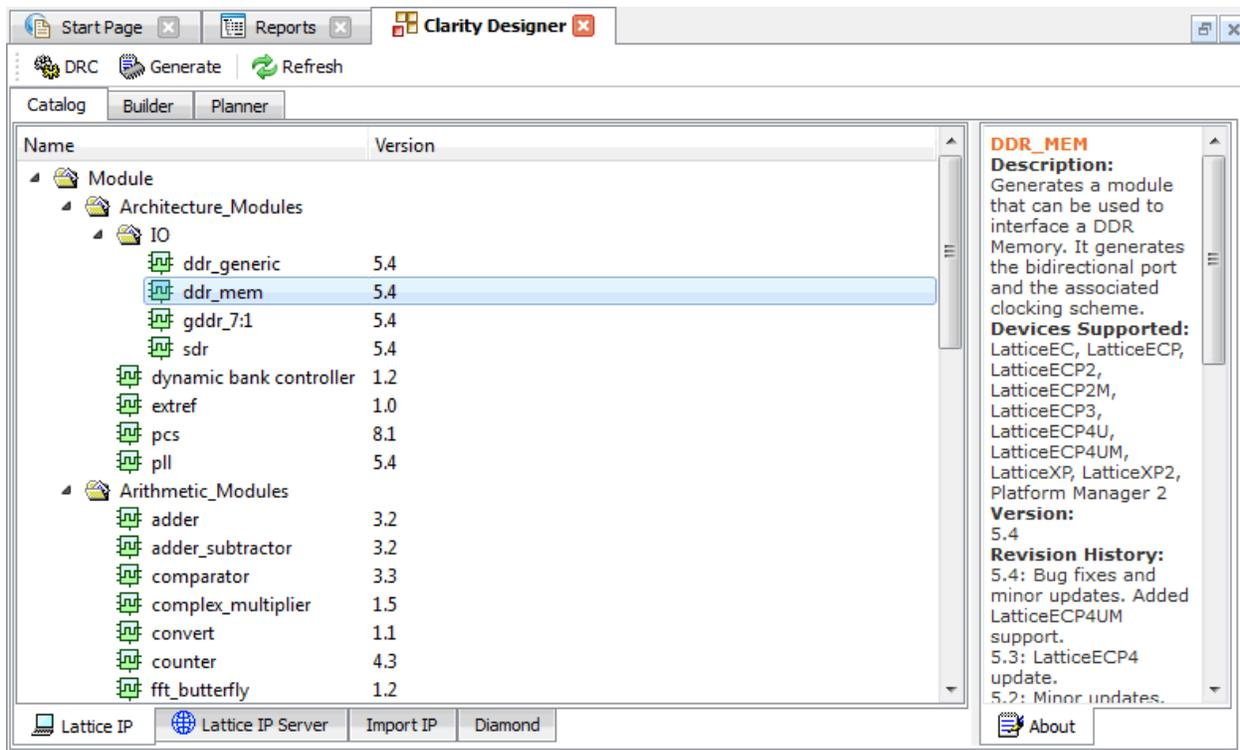 Start Page Reports Clarity Designer
DRC Generate Refresh
Catalog Builder Planner
Name Version
Module
Architecture_Modules
IO
ddr_generic 5.4
ddr_mem 5.4
gddr_7:1 5.4
sdr 5.4
dynamic bank controller 1.2
extref 1.0
pcs 8.1
pll 5.4
Arithmetic_Modules
adder 3.2
adder_subtractor 3.2
comparator 3.3
complex_multiplier 1.5
convert 1.1
counter 4.3
fft_butterfly 1.2
Lattice IP Lattice IP Server Import IP Diamond
DDR_MEM
Description:
Generates a module
that can be used to
interface a DDR
Memory. It generates
the bidirectional port
and the associated
clocking scheme.
Devices Supported:
LatticeEC, LatticeECP,
LatticeECP2,
LatticeECP2M,
LatticeECP3,
LatticeECP4U,
LatticeECP4UM,
LatticeXP, LatticeXP2,
Platform Manager 2
Version:
5.4
Revision History:
5.4: Bug fixes and
minor updates. Added
LatticeECP4UM
support.
5.3: LatticeECP4
update.
5.2: Minor updates.
About